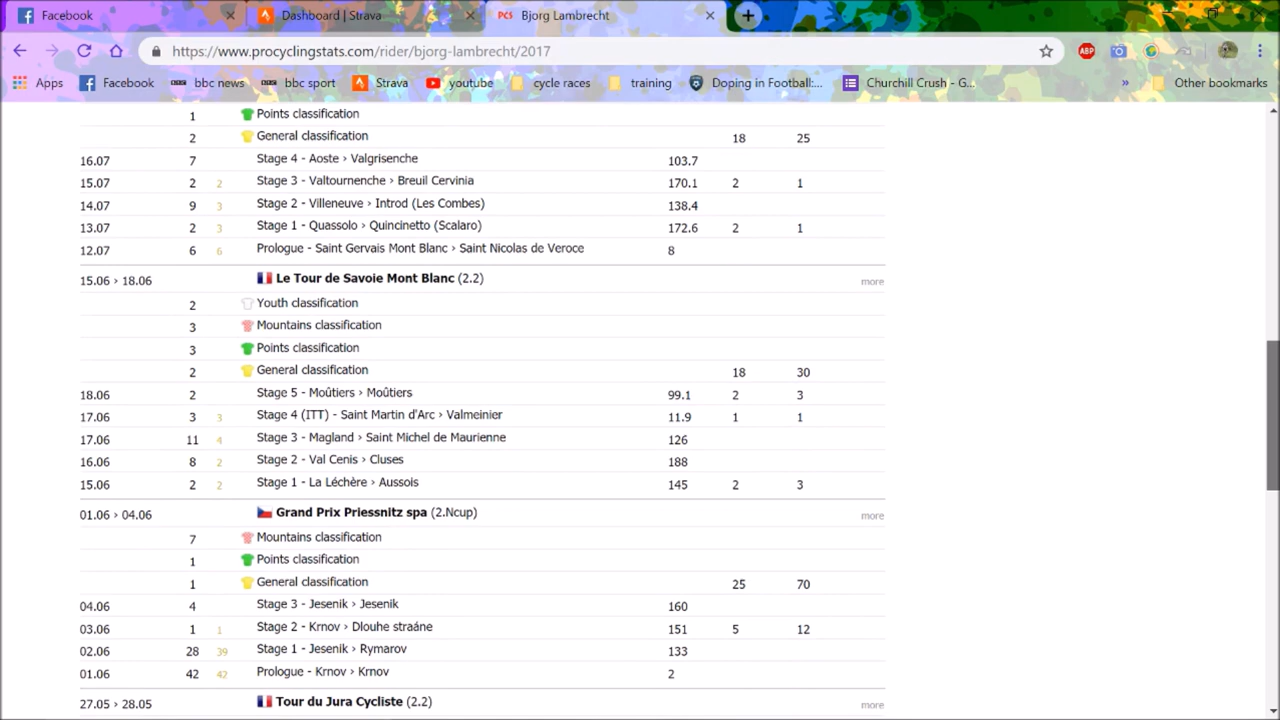 Facebook Dashboard | Strava PCS Bjorg Lambrecht
https://www.procyclingstats.com/rider/bjorg-lambrecht/2017 ABP
Apps Facebook BBC bbc news BBC bbc sport Strava youtube cycle races training Doping in Football:... Churchill Crush - G... » Other bookmarks
1 Points classification
2 General classification 18 25
16.07 7 Stage 4 - Aoste › Valgrisenche 103.7
15.07 2 2 Stage 3 - Valtournenche › Breuil Cervinia 170.1 2 1
14.07 9 3 Stage 2 - Villeneuve › Introd (Les Combes) 138.4
13.07 2 3 Stage 1 - Quassolo › Quincinetto (Scalaro) 172.6 2 1
12.07 6 6 Prologue - Saint Gervais Mont Blanc › Saint Nicolas de Veroce 8
15.06 › 18.06 Le Tour de Savoie Mont Blanc (2.2) more
2 Youth classification
3 Mountains classification
3 Points classification
2 General classification 18 30
18.06 2 Stage 5 - Moûtiers › Moûtiers 99.1 2 3
17.06 3 3 Stage 4 (ITT) - Saint Martin d'Arc › Valmeinier 11.9 1 1
17.06 11 4 Stage 3 - Magland › Saint Michel de Maurienne 126
16.06 8 2 Stage 2 - Val Cenis › Cluses 188
15.06 2 2 Stage 1 - La Léchère › Aussois 145 2 3
01.06 › 04.06 Grand Prix Priessnitz spa (2.Ncup) more
7 Mountains classification
1 Points classification
1 General classification 25 70
04.06 4 Stage 3 - Jesenik › Jesenik 160
03.06 1 1 Stage 2 - Krnov › Dlouhe straáne 151 5 12
02.06 28 39 Stage 1 - Jesenik › Rymarov 133
01.06 42 42 Prologue - Krnov › Krnov 2
27.05 › 28.05 Tour du Jura Cycliste (2.2) more